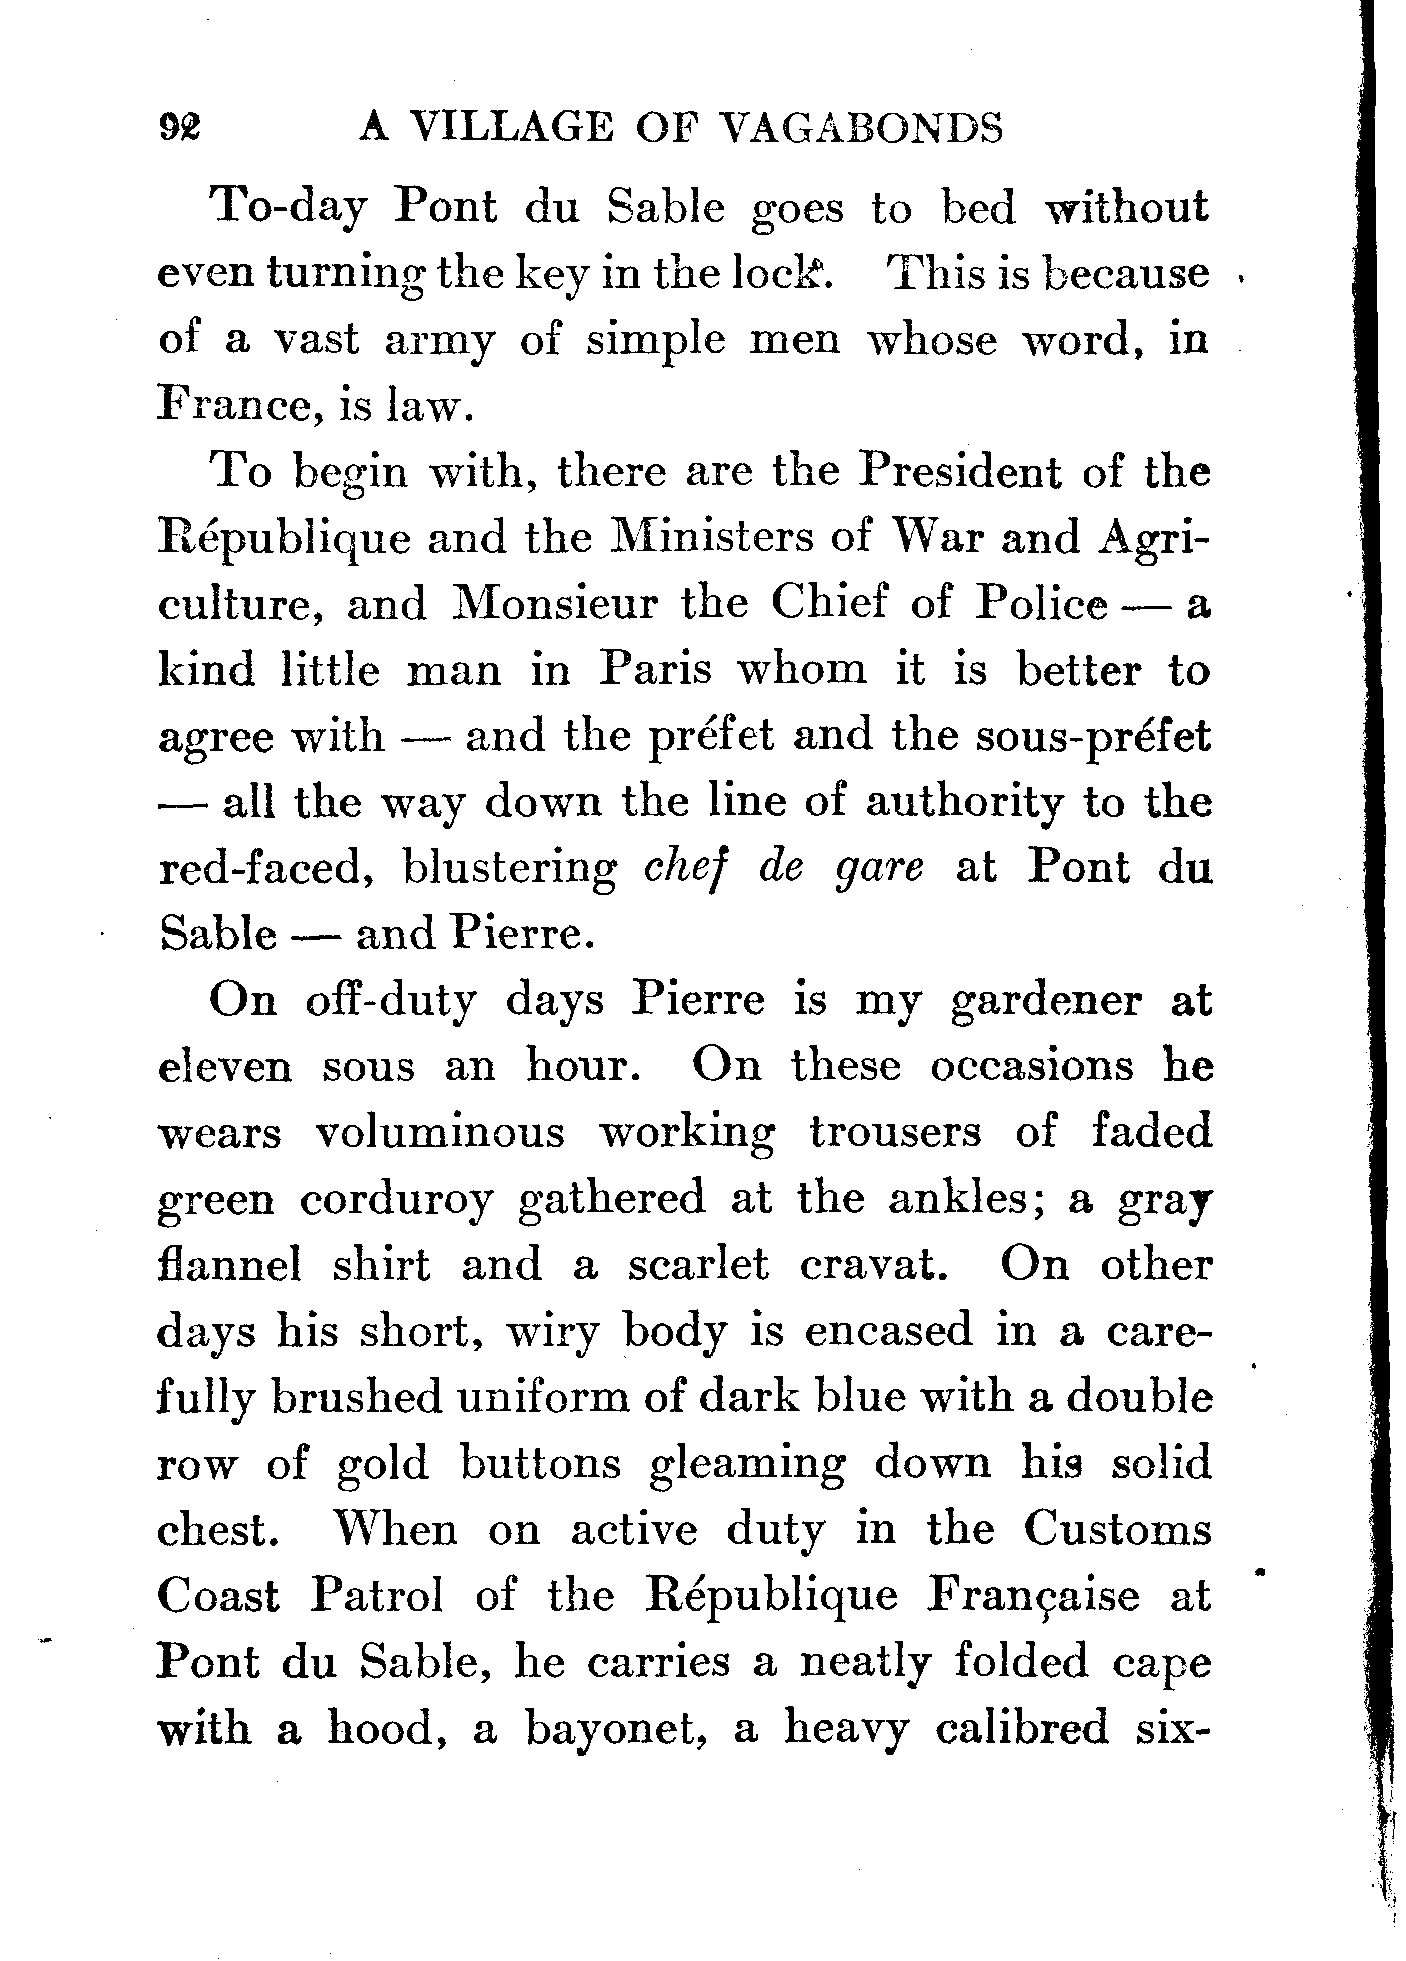 92 A VILLAGE OF VAGABONDS
To-day Pont du Sable goes to bed without
even turning the key in the lock. This is because
of a vast army of simple men whose word, in
France, is law.
To begin with, there are the President of the
République and the Ministers of War and Agri-
culture, and Monsieur the Chief of Police — a
kind little man in Paris whom it is better to
agree with — and the préfet and the sous-préfet
— all the way down the line of authority to the
red-faced, blustering chef de gare at Pont du
Sable — and Pierre.
On off-duty days Pierre is my gardener at
eleven sous an hour. On these occasions he
wears voluminous working trousers of faded
green corduroy gathered at the ankles; a gray
flannel shirt and a scarlet cravat. On other
days his short, wiry body is encased in a care-
fully brushed uniform of dark blue with a double
row of gold buttons gleaming down his solid
chest. When on active duty in the Customs
Coast Patrol of the République Française at
Pont du Sable, he carries a neatly folded cape
with a hood, a bayonet, a heavy calibred six-